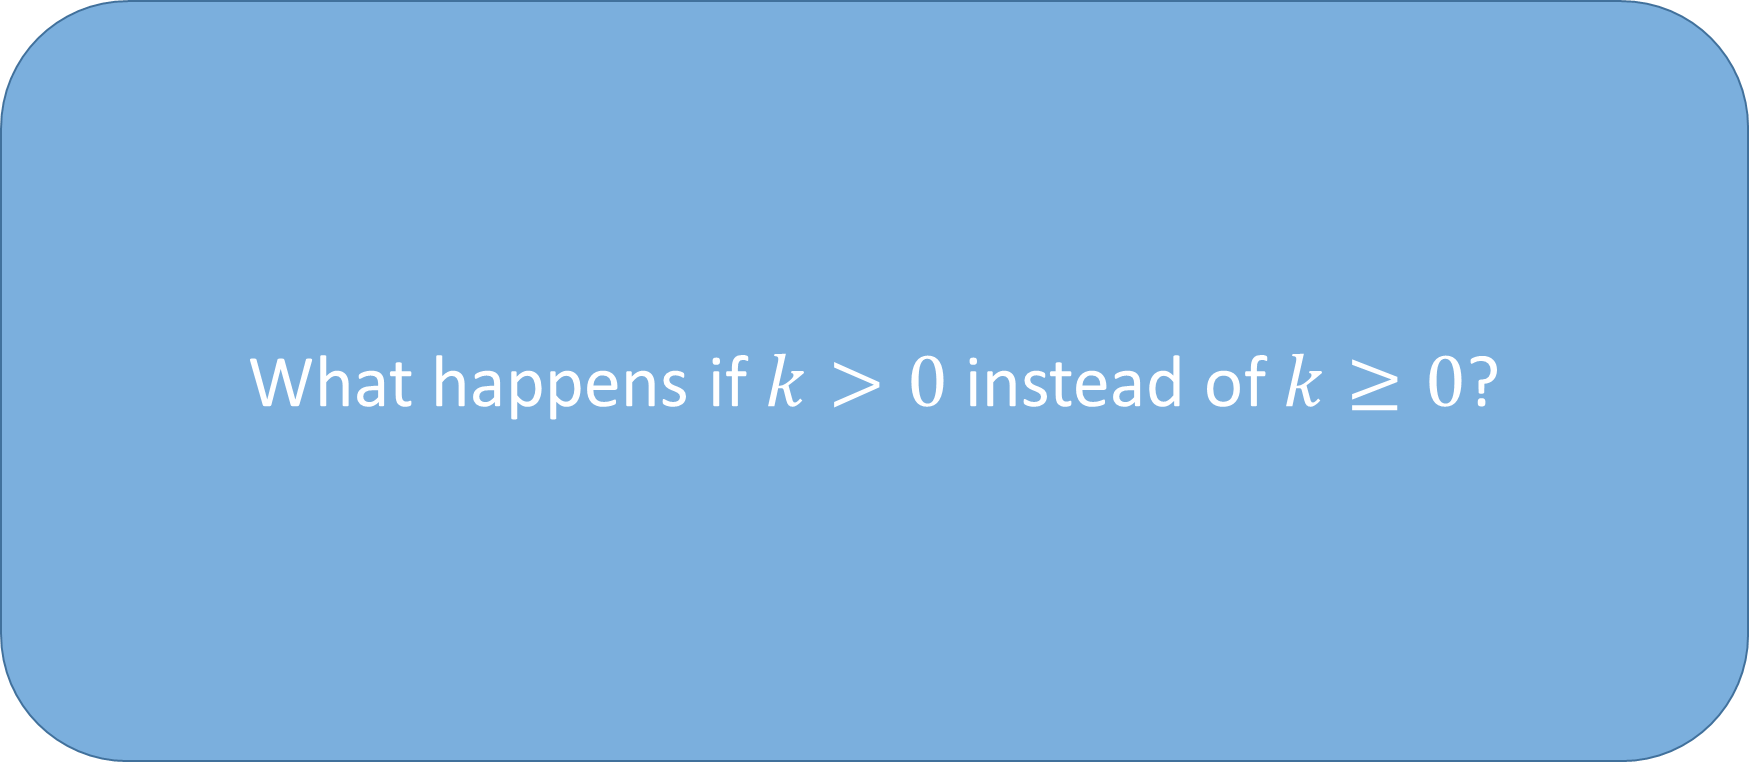 What happens if 𝑘 > 0 instead of 𝑘 ≥ 0?